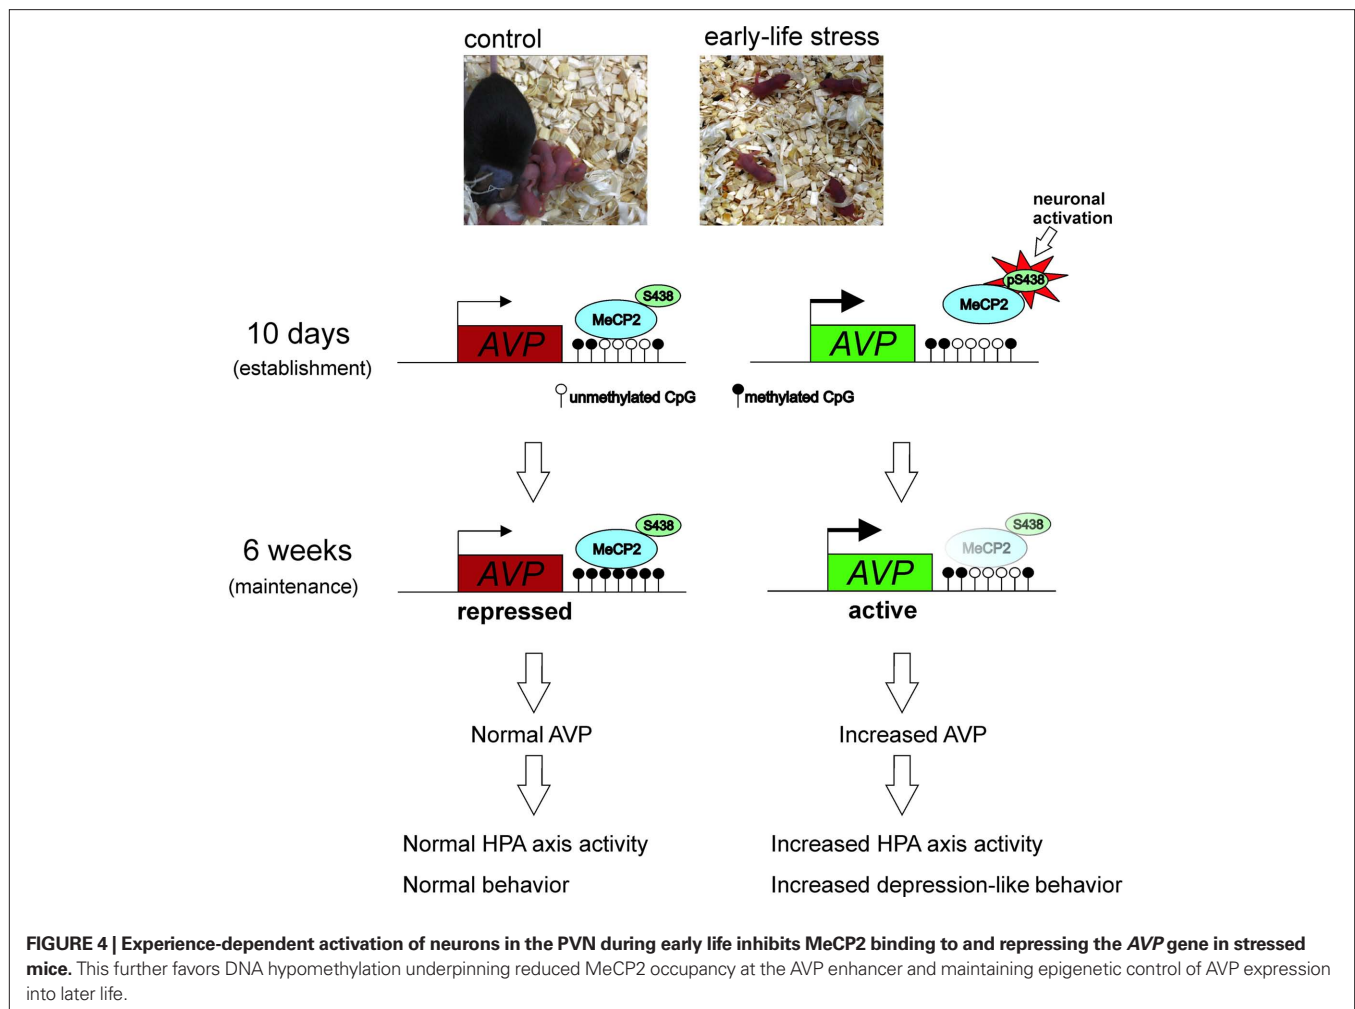 control
early-life stress
neuronal
activation
10 days
(establishment)
AVP
MeCP2
S438
AVP
MeCP2
pS438
unmethylated CpG
methylated CpG
6 weeks
(maintenance)
AVP
MeCP2
S438
repressed
AVP
MeCP2
S438
active
Normal AVP
Increased AVP
Normal HPA axis activity
Normal behavior
Increased HPA axis activity
Increased depression-like behavior
FIGURE 4 | Experience-dependent activation of neurons in the PVN during early life inhibits MeCP2 binding to and repressing the AVP gene in stressed
mice. This further favors DNA hypomethylation underpinning reduced MeCP2 occupancy at the AVP enhancer and maintaining epigenetic control of AVP expression
into later life.